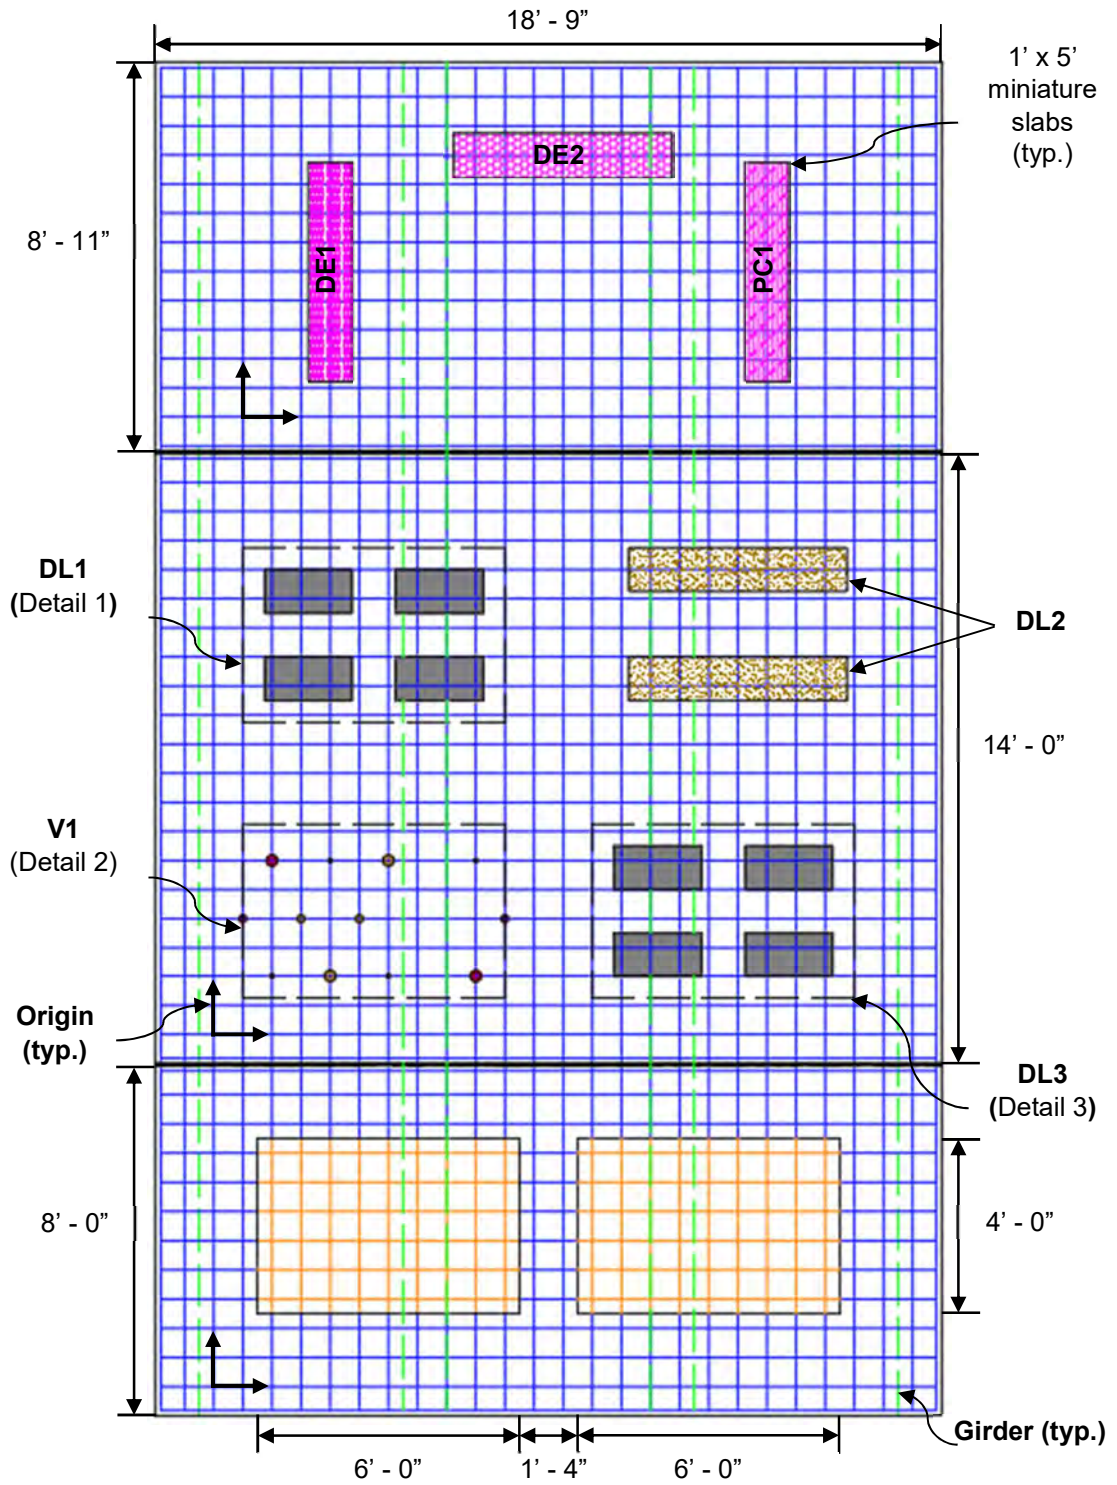 18’ - 9”
1’ x 5’
miniature
slabs
(typ.)
DE2
DE1
PC1
8’ - 11”
DL1
(Detail 1)
DL2
14’ - 0”
V1
(Detail 2)
Origin
(typ.)
DL3
(Detail 3)
8’ - 0”
4’ - 0”
Girder (typ.)
6’ - 0” 1’ - 4” 6’ - 0”